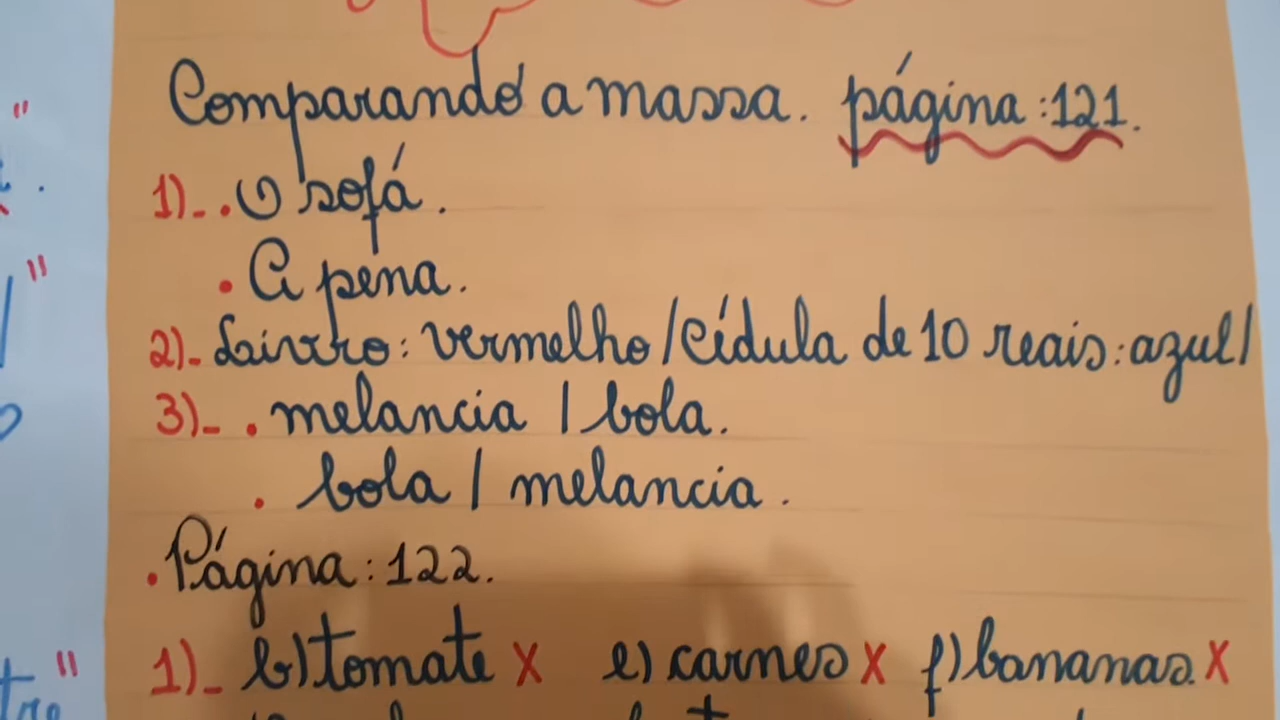 Comparando a massa. página:121.
1)-.O sofá.
.A pena.
2)-Livro: vermelho/Cédula de 10 reais: azul/
3)-. melancia / bola.
. bola / melancia.
.Página: 122.
1)- b)tomate X e) carnes X f)bananas. X